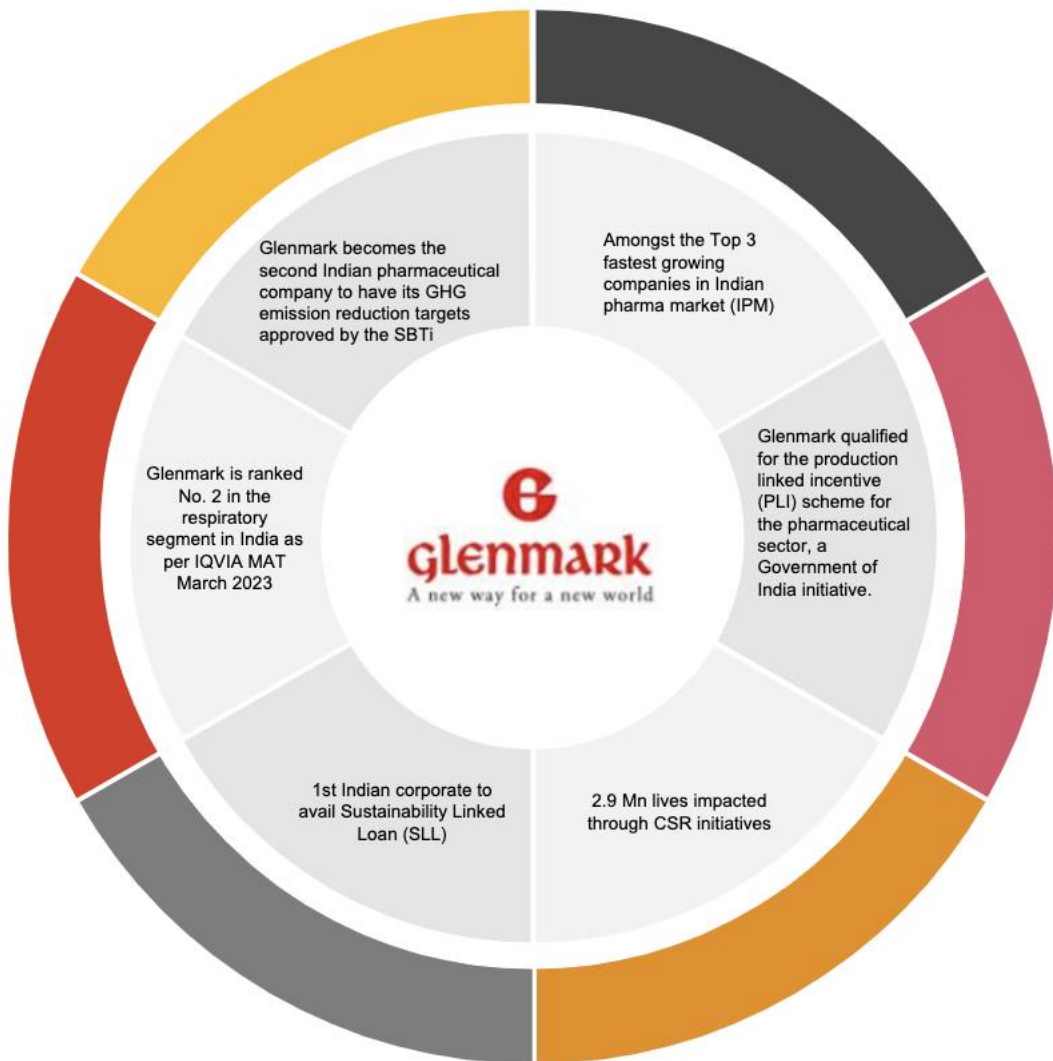 Glenmark becomes the
second Indian pharmaceutical
company to have its GHG
emission reduction targets
approved by the SBTi
Amongst the Top 3
fastest growing
companies in Indian
pharma market (IPM)
Glenmark is ranked
No. 2 in the
respiratory
segment in India as
per IQVIA MAT
March 2023
glenmark
A new way for a new world
Glenmark qualified
for the production
linked incentive
(PLI) scheme for
the pharmaceutical
sector, a
Government of
India initiative.
1st Indian corporate to
avail Sustainability Linked
Loan (SLL)
2.9 Mn lives impacted
through CSR initiatives